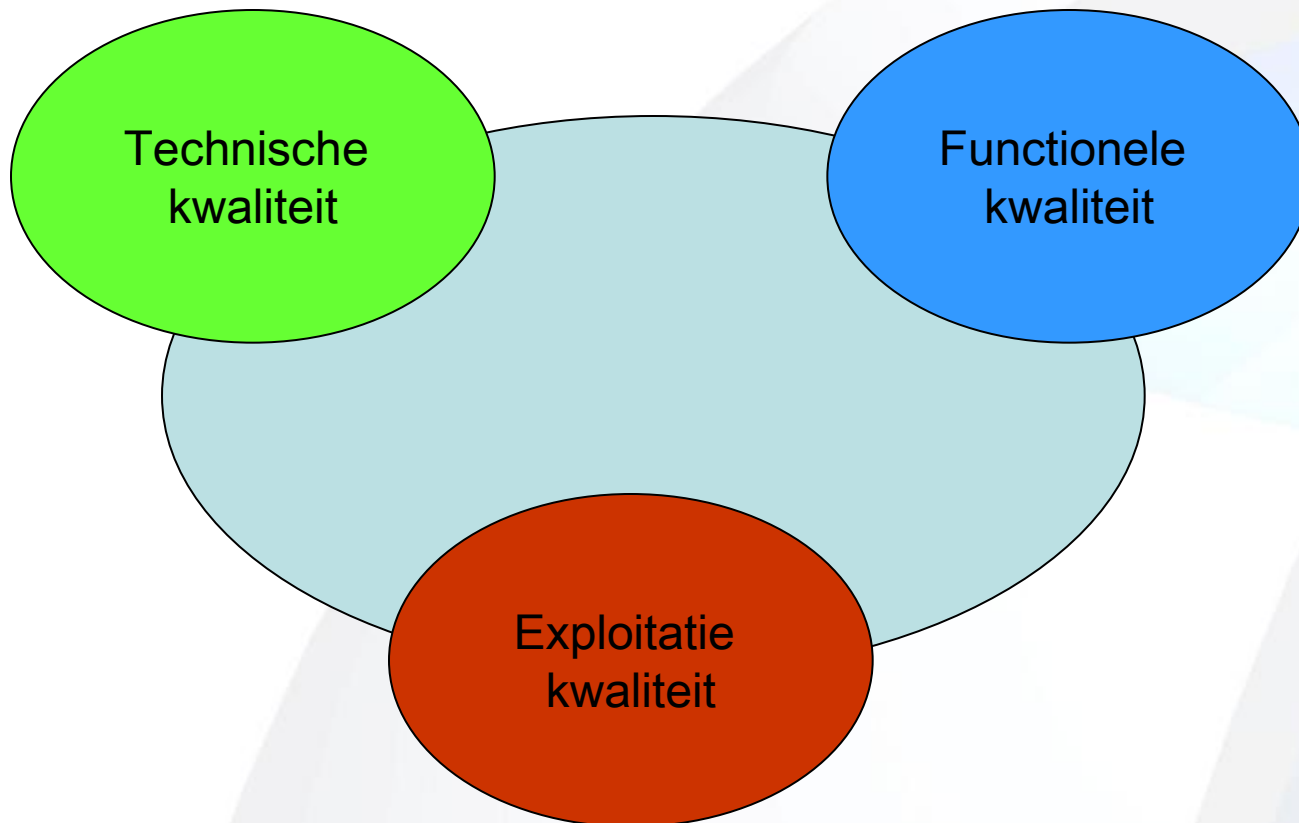 Technische
kwaliteit
Functionele
kwaliteit
Exploitatie
kwaliteit